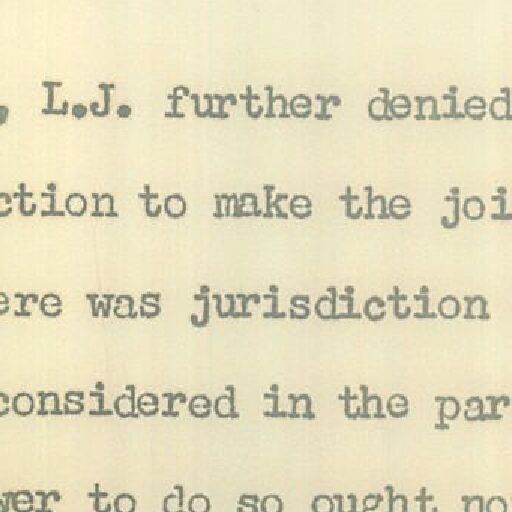 , L.J. further denied
ction to make the joi
ere was jurisdiction
considered in the par
wer to do so ought no